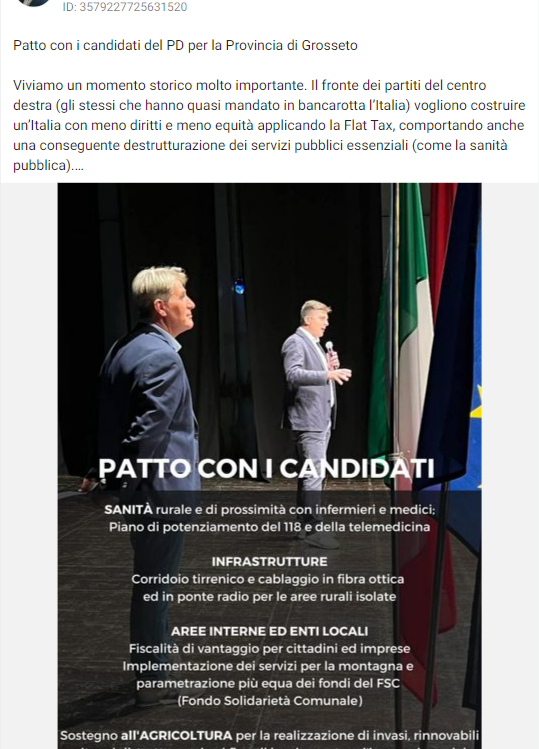 ID: 3579227725631520
Patto con i candidati del PD per la Provincia di Grosseto
Viviamo un momento storico molto importante. Il fronte dei partiti del centro
destra (gli stessi che hanno quasi mandato in bancarotta l’Italia) vogliono costruire
un’Italia con meno diritti e meno equità applicando la Flat Tax, comportando anche
una conseguente destrutturazione dei servizi pubblici essenziali (come la sanità
pubblica)....
PATTO CON I CANDIDATI
SANITÀ rurale e di prossimità con infermieri e medici;
Piano di potenziamento del 118 e della telemedicina
INFRASTRUTTURE
Corridoio tirrenico e cablaggio in fibra ottica
ed in ponte radio per le aree rurali isolate
AREE INTERNE ED ENTI LOCALI
Fiscalità di vantaggio per cittadini ed imprese
Implementazione dei servizi per la montagna e
parametrazione più equa dei fondi del FSC
(Fondo Solidarietà Comunale)
Sostegno all'AGRICOLTURA per la realizzazione di invasi, rinnovabili